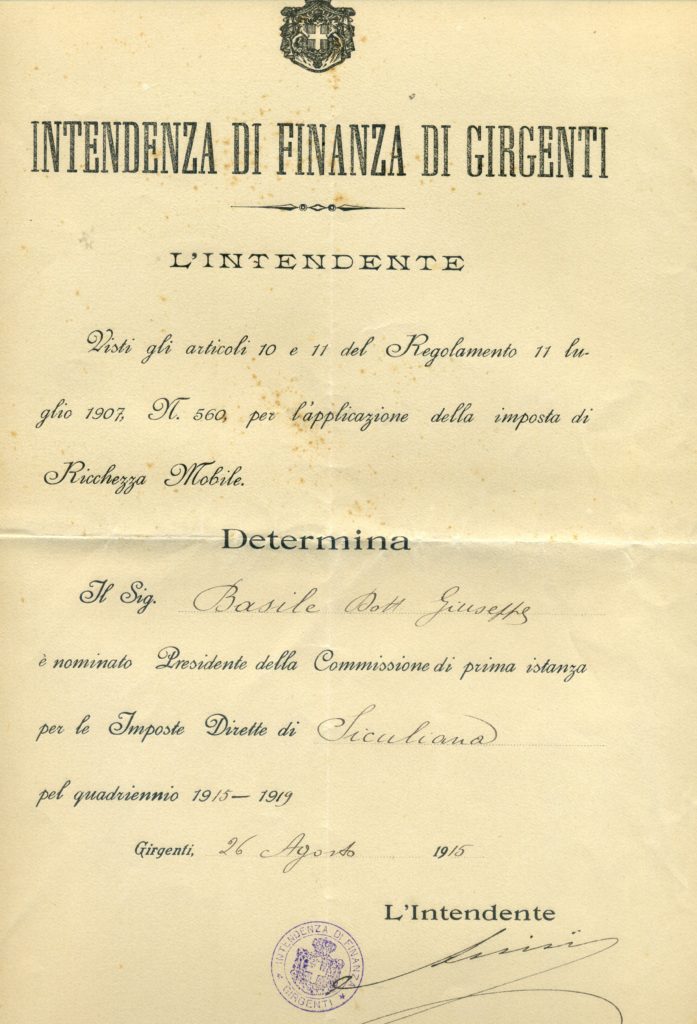 INTENDENZA DI FINANZA DI GIRGENTI
L'INTENDENTE
Visti gli articoli 10 e 11 del Regolamento 11 lu-
glio 1907, N. 560, per l'applicazione della imposta di
Ricchezza Mobile.
Determina
Il Sig. Basile Dott Giuseppe
è nominato Presidente della Commissione di prima istanza
per le Imposte Dirette di Siculiana
pel quadriennio 1915-1919
Girgenti, 26 Agosto 1915
L'Intendente
INTENDENZA DI FINANZA
GIRGENTI